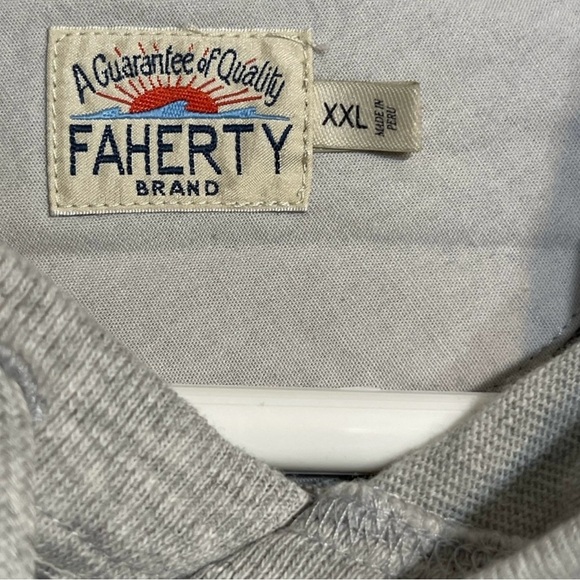 A Guarantee of Quality
FAHERTY
BRAND
XXL
MADE IN
PERU